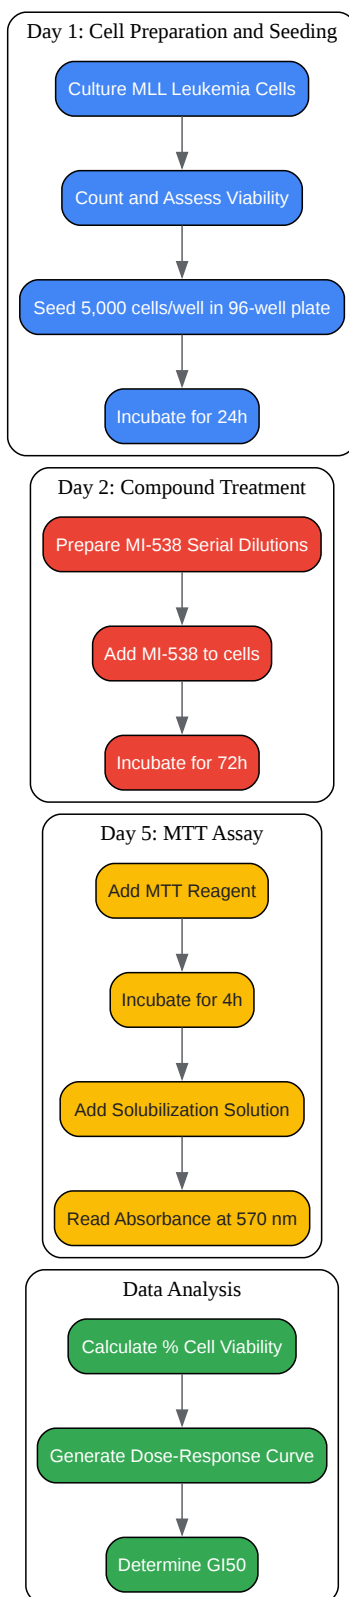 Day 1: Cell Preparation and Seeding
Culture MLL Leukemia Cells
Count and Assess Viability
Seed 5,000 cells/well in 96-well plate
Incubate for 24h
Day 2: Compound Treatment
Prepare MI-538 Serial Dilutions
Add MI-538 to cells
Incubate for 72h
Day 5: MTT Assay
Add MTT Reagent
Incubate for 4h
Add Solubilization Solution
Read Absorbance at 570 nm
Data Analysis
Calculate % Cell Viability
Generate Dose-Response Curve
Determine GI50